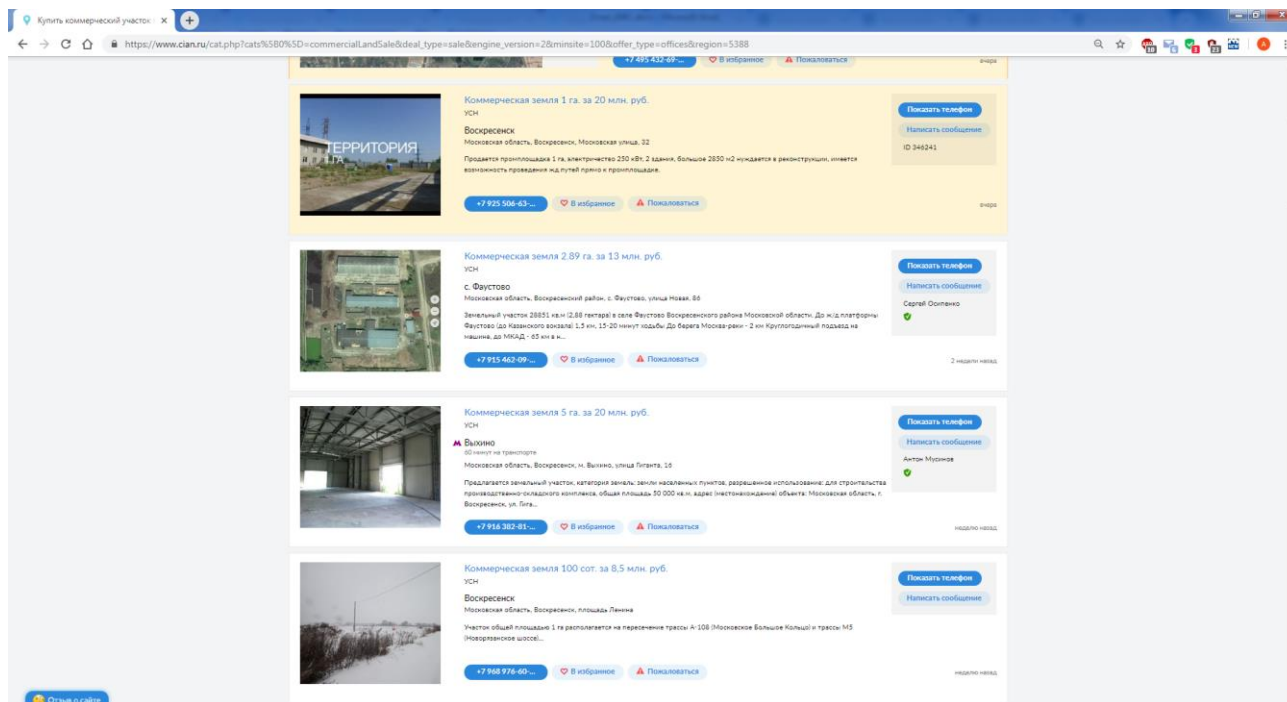 Купить коммерческий участок
https://www.cian.ru/cat.php?cats%5B0%5D=commercialLandSale&deal_type=sale&engine_version=2&minsite=100&offer_type=offices&region=5388
+7 495 432-69-...
В избранное
Пожаловаться
вчера
ТЕРРИТОРИЯ
1 ГА
Коммерческая земля 1 га. за 20 млн. руб.
УСН
Воскресенск
Московская область, Воскресенск, Московская улица, 32
Продается промплощадка 1 га, электричество 250 кВт, 2 здания, большое 2850 м2 нуждается в реконструкции, имеется
возможность проведения жд путей прямо к промплощадке.
+7 925 506-63-...
В избранное
Пожаловаться
Показать телефон
Написать сообщение
ID 346241
вчера
Коммерческая земля 2,89 га. за 13 млн. руб.
УСН
с. Фаустово
Московская область, Воскресенский район, с. Фаустово, улица Новая, 86
Земельный участок 28851 кв.м (2,88 гектара) в селе Фаустово Воскресенского района Московской области. До ж/д платформы
Фаустово (до Казанского вокзала) 1,5 км, 15-20 минут ходьбы До берега Москва-реки - 2 км Круглогодичный подъезд на
машине, до МКАД - 65 км в н...
+7 915 462-09-...
В избранное
Пожаловаться
Показать телефон
Написать сообщение
Сергей Осипенко
2 недели назад
Коммерческая земля 5 га. за 20 млн. руб.
УСН
Выхино
60 минут на транспорте
Московская область, Воскресенск, м. Выхино, улица Гиганта, 16
Предлагается земельный участок, категория земель: земли населенных пунктов, разрешенное использование: для строительства
производственно-складского комплекса, общая площадь 50 000 кв.м, адрес (местонахождение) объекта: Московская область, г.
Воскресенск, ул. Гига...
+7 916 382-81-...
В избранное
Пожаловаться
Показать телефон
Написать сообщение
Антон Мусинов
неделю назад
Коммерческая земля 100 сот. за 8,5 млн. руб.
УСН
Воскресенск
Московская область, Воскресенск, площадь Ленина
Участок общей площадью 1 га располагается на пересечение трассы А-108 (Московское Большое Кольцо) и трассы М5
(Новорязанское шоссе)...
+7 968 976-60-...
В избранное
Пожаловаться
Показать телефон
Написать сообщение
неделю назад
Отзыв о сайте